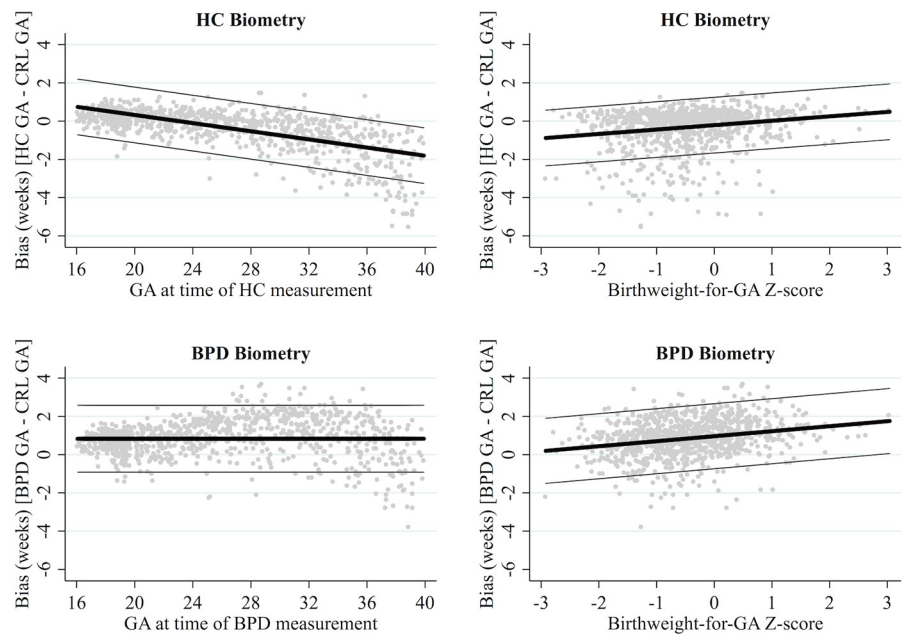 HC Biometry
Bias (weeks) [HC GA - CRL GA]
4
2
0
-2
-4
-6
16 20 24 28 32 36 40
GA at time of HC measurement
HC Biometry
Bias (weeks) [HC GA - CRL GA]
4
2
0
-2
-4
-6
-3 -2 -1 0 1 2 3
Birthweight-for-GA Z-score
BPD Biometry
Bias (weeks) [BPD GA - CRL GA]
4
2
0
-2
-4
-6
16 20 24 28 32 36 40
GA at time of BPD measurement
BPD Biometry
Bias (weeks) [BPD GA - CRL GA]
4
2
0
-2
-4
-6
-3 -2 -1 0 1 2 3
Birthweight-for-GA Z-score